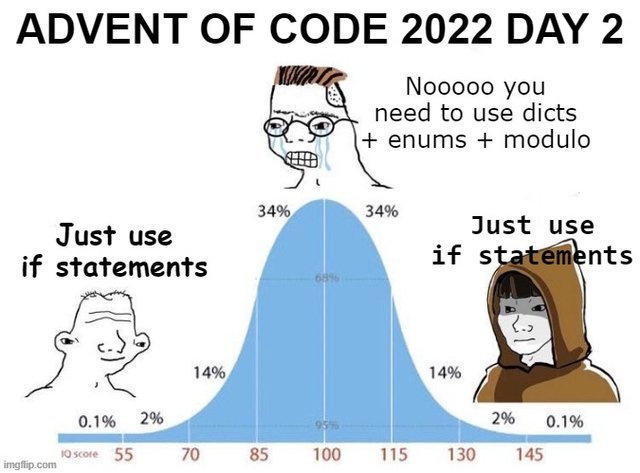 ADVENT OF CODE 2022 DAY 2
Nooooo you
need to use dicts
+ enums + modulo
Just use
if statements
Just use
if statements
34%
34%
68%
14%
14%
0.1%
2%
95%
2%
0.1%
IQ score 55 70 85 100 115 130 145
imgflip.com